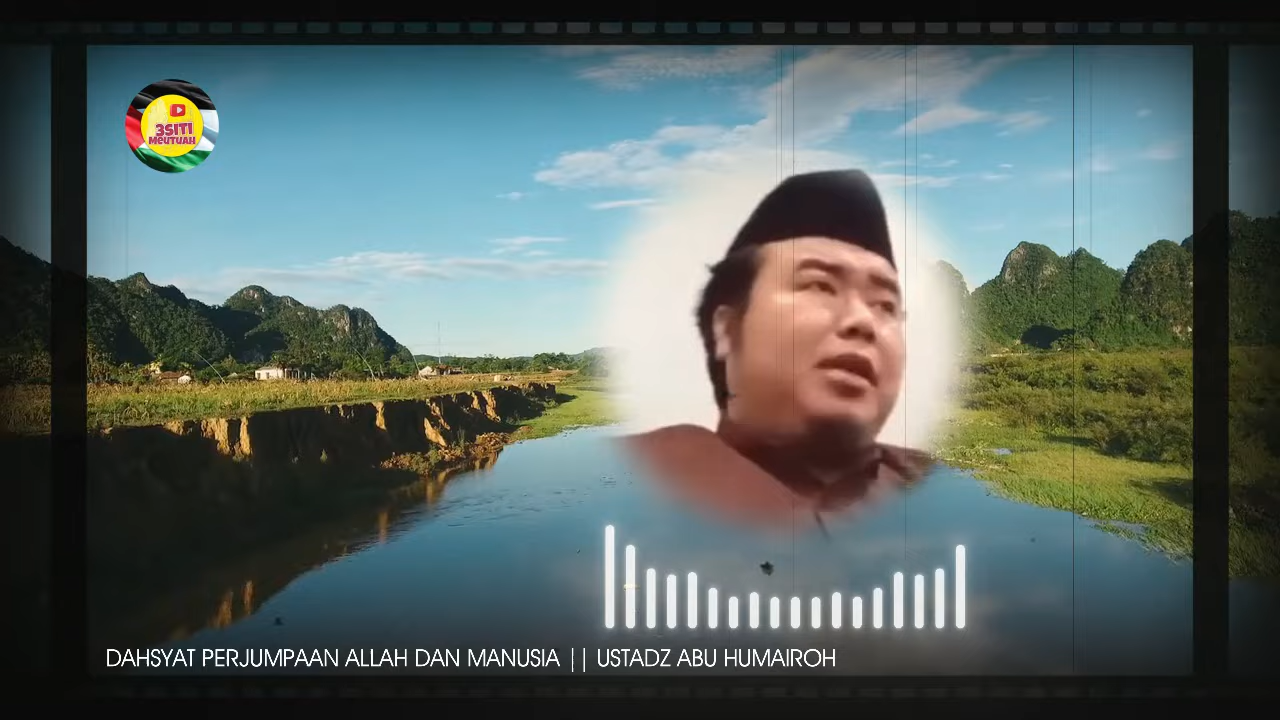 3SITI
MEUTUAH
DAHSYAT PERJUMPAAN ALLAH DAN MANUSIA || USTADZ ABU HUMAIROH